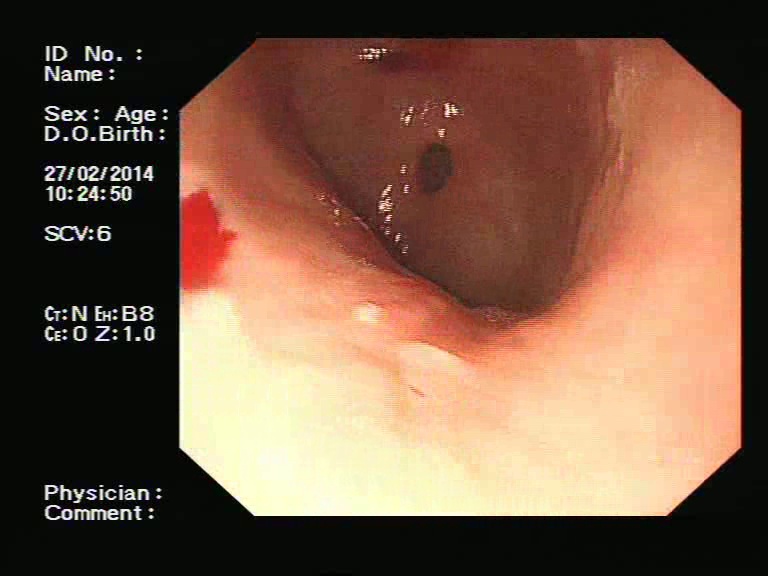 ID No. :
Name:
Sex: Age:
D.O.Birth:
27/02/2014
10:24:50
SCV:6
CT:N EH:B8
CE:0 Z:1.0
Physician:
Comment: